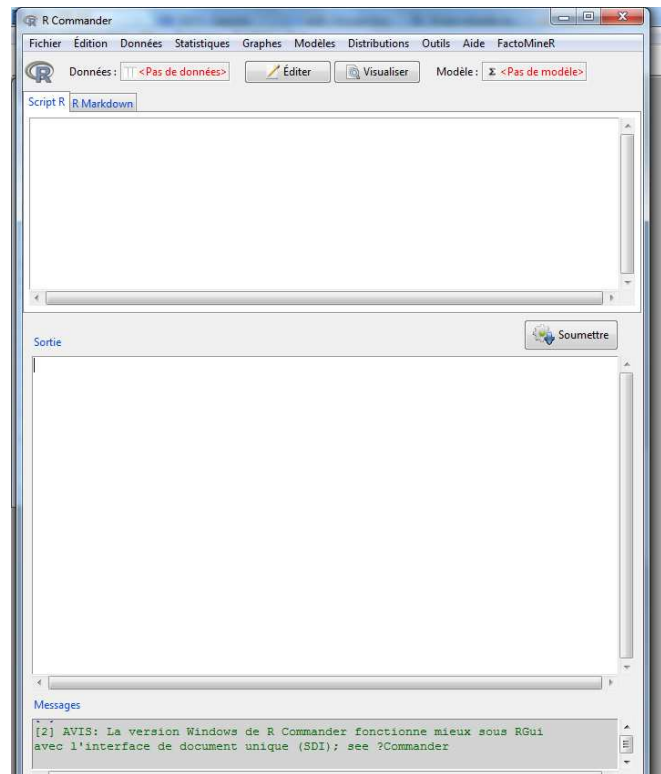 R Commander
Fichier Édition Données Statistiques Graphes Modèles Distributions Outils Aide FactoMineR
R Données : <Pas de données> Éditer Visualiser Modèle : Σ <Pas de modèle>
Script R R Markdown
Soumettre
Sortie
Messages
[2] AVIS: La version Windows de R Commander fonctionne mieux sous RGui
avec l'interface de document unique (SDI); see ?Commander